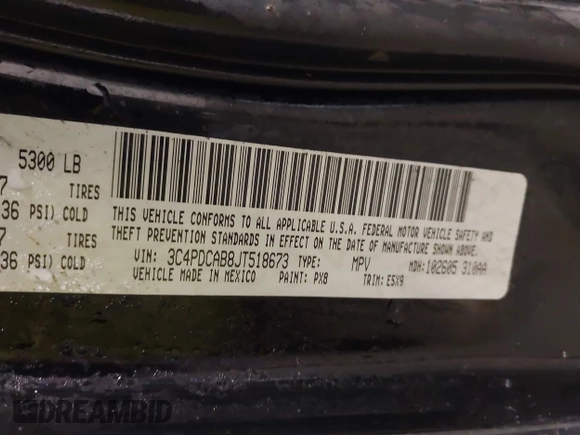 5300 LB
7 TIRES
36 PSI) COLD
7 TIRES
36 PSI) COLD
THIS VEHICLE CONFORMS TO ALL APPLICABLE U.S.A. FEDERAL MOTOR VEHICLE SAFETY AND
THEFT PREVENTION STANDARDS IN EFFECT ON THE DATE OF MANUFACTURE SHOWN ABOVE.
VIN: 3C4PDCAB8JT518673 TYPE: MPV MDH: 102605 310AA
VEHICLE MADE IN MEXICO PAINT: PX8 TRIM: E5X9
DREAMBID